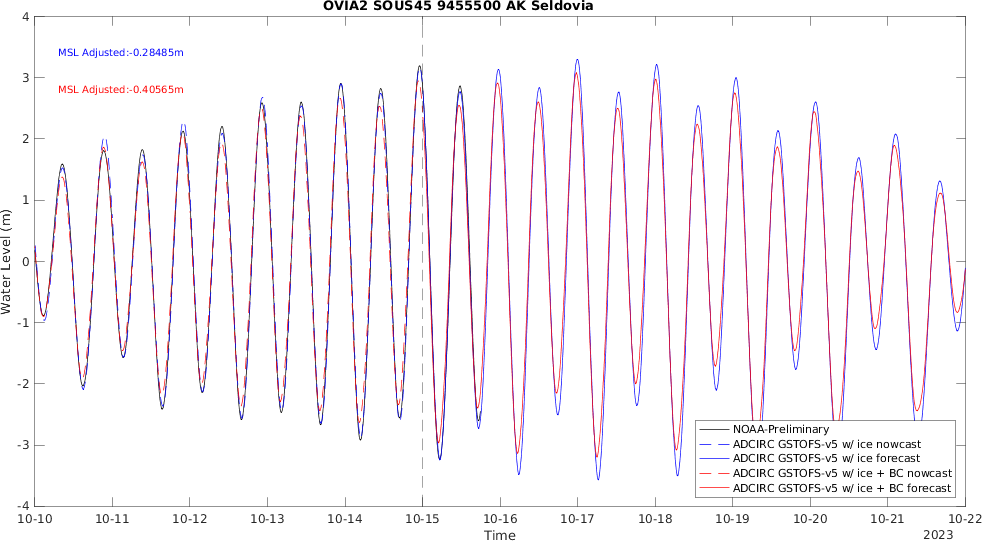 OVIA2 SOUS45 9455500 AK Seldovia
MSL Adjusted:-0.28485m
MSL Adjusted:-0.40565m
Water Level (m)
4
3
2
1
0
-1
-2
-3
-4
NOAA-Preliminary
ADCIRC GSTOFS-v5 w/ ice nowcast
ADCIRC GSTOFS-v5 w/ ice forecast
ADCIRC GSTOFS-v5 w/ ice + BC nowcast
ADCIRC GSTOFS-v5 w/ ice + BC forecast
10-10 10-11 10-12 10-13 10-14 10-15 10-16 10-17 10-18 10-19 10-20 10-21 10-22
Time
2023